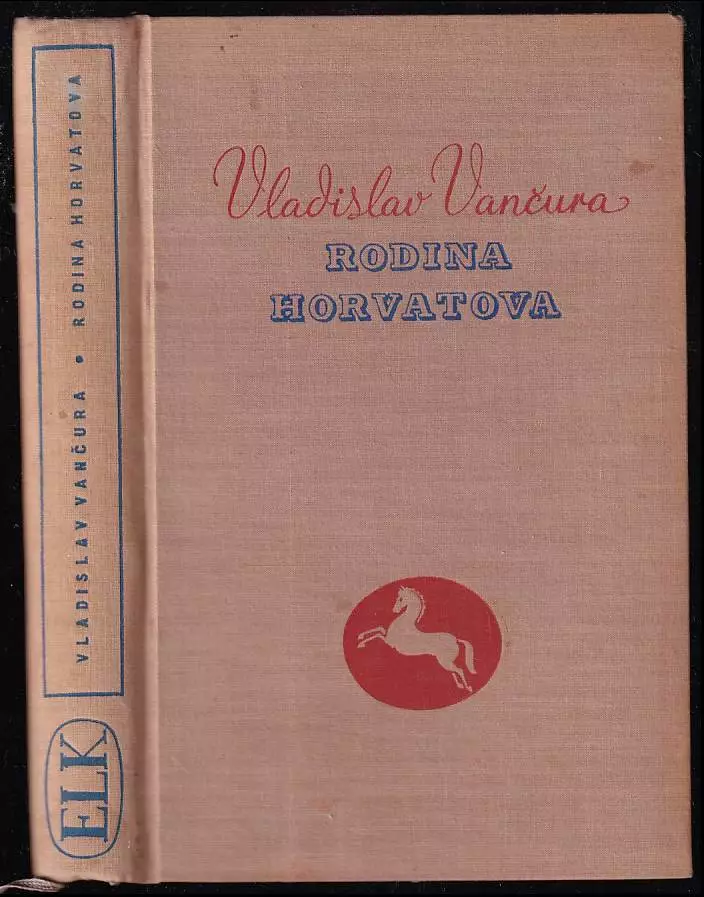 Vladislav Vančura
RODINA
HORVATOVA
VLADISLAV VANČURA • RODINA HORVATOVA
ELK